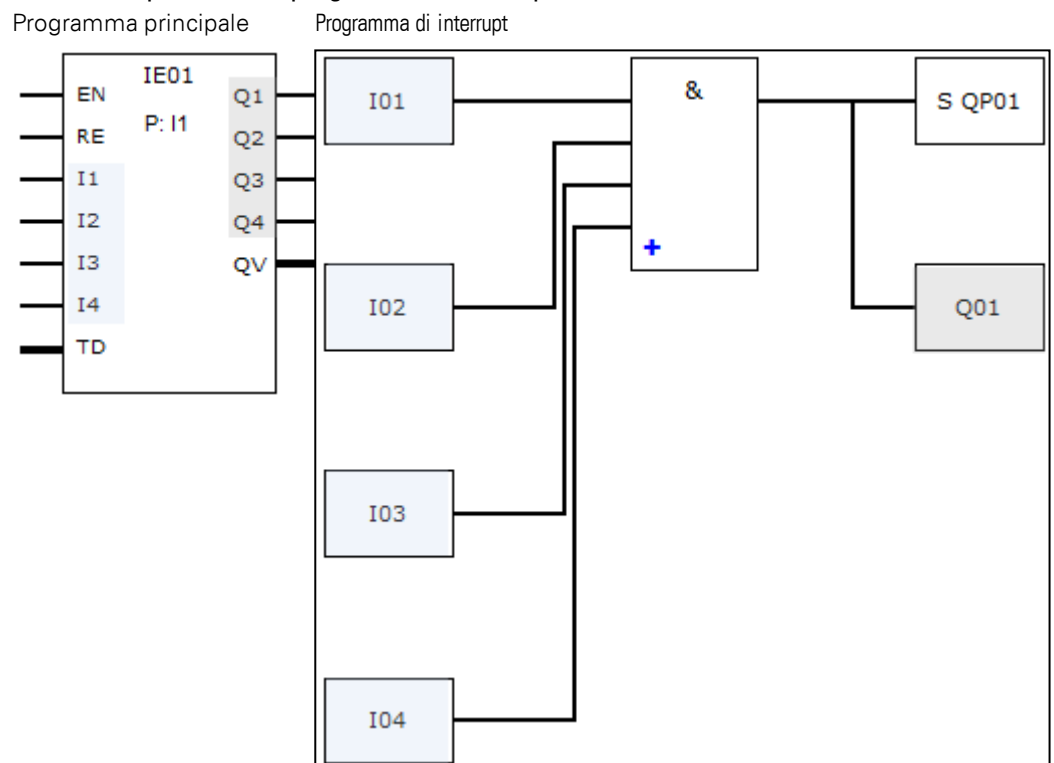 Programma principale
Programma di interrupt
IE01
P: I1
EN
RE
I1
I2
I3
I4
TD
Q1
Q2
Q3
Q4
QV
I01
I02
I03
I04
&
+
S QP01
Q01